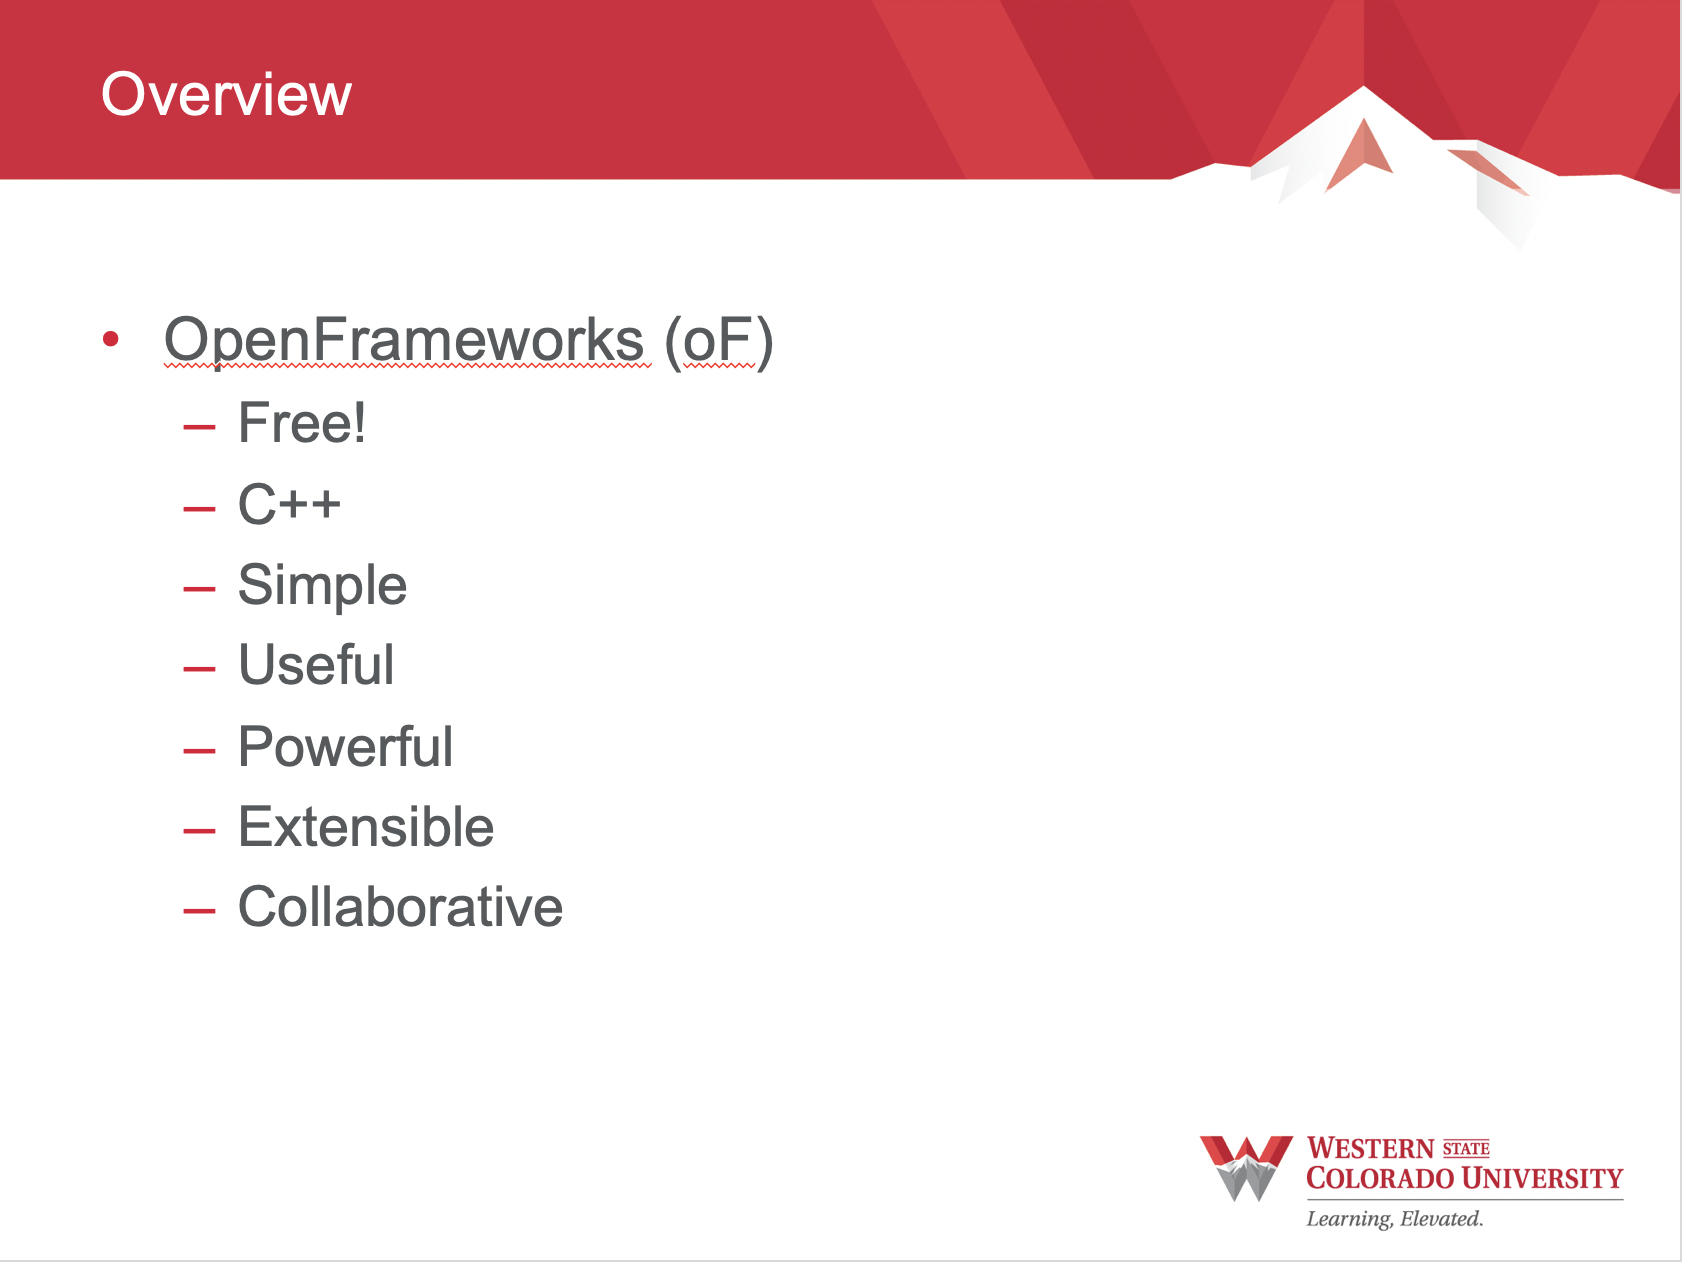 Overview
• OpenFrameworks (oF)
– Free!
– C++
– Simple
– Useful
– Powerful
– Extensible
– Collaborative
WESTERN STATE
COLORADO UNIVERSITY
Learning, Elevated.